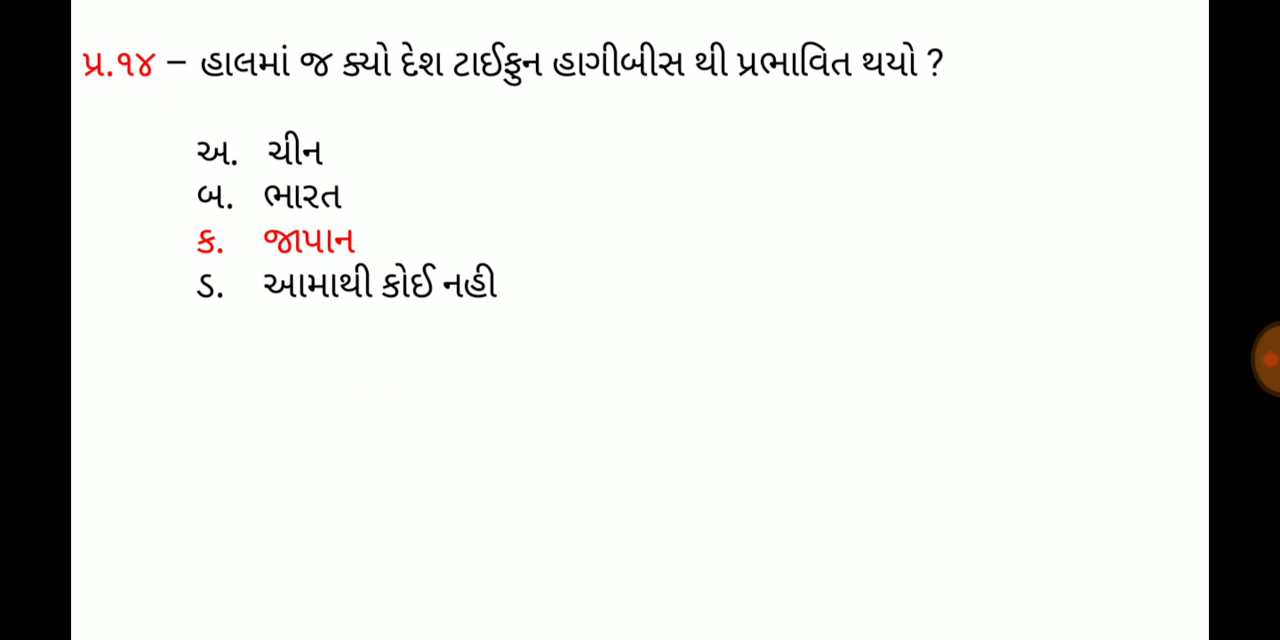 પ્ર.૧૪ – હાલમાં જ ક્યો દેશ ટાઈફુન હાગીબીસ થી પ્રભાવિત થયો ?
અ. ચીન
બ. ભારત
ક. જાપાન
ડ. આમાથી કોઈ નહી